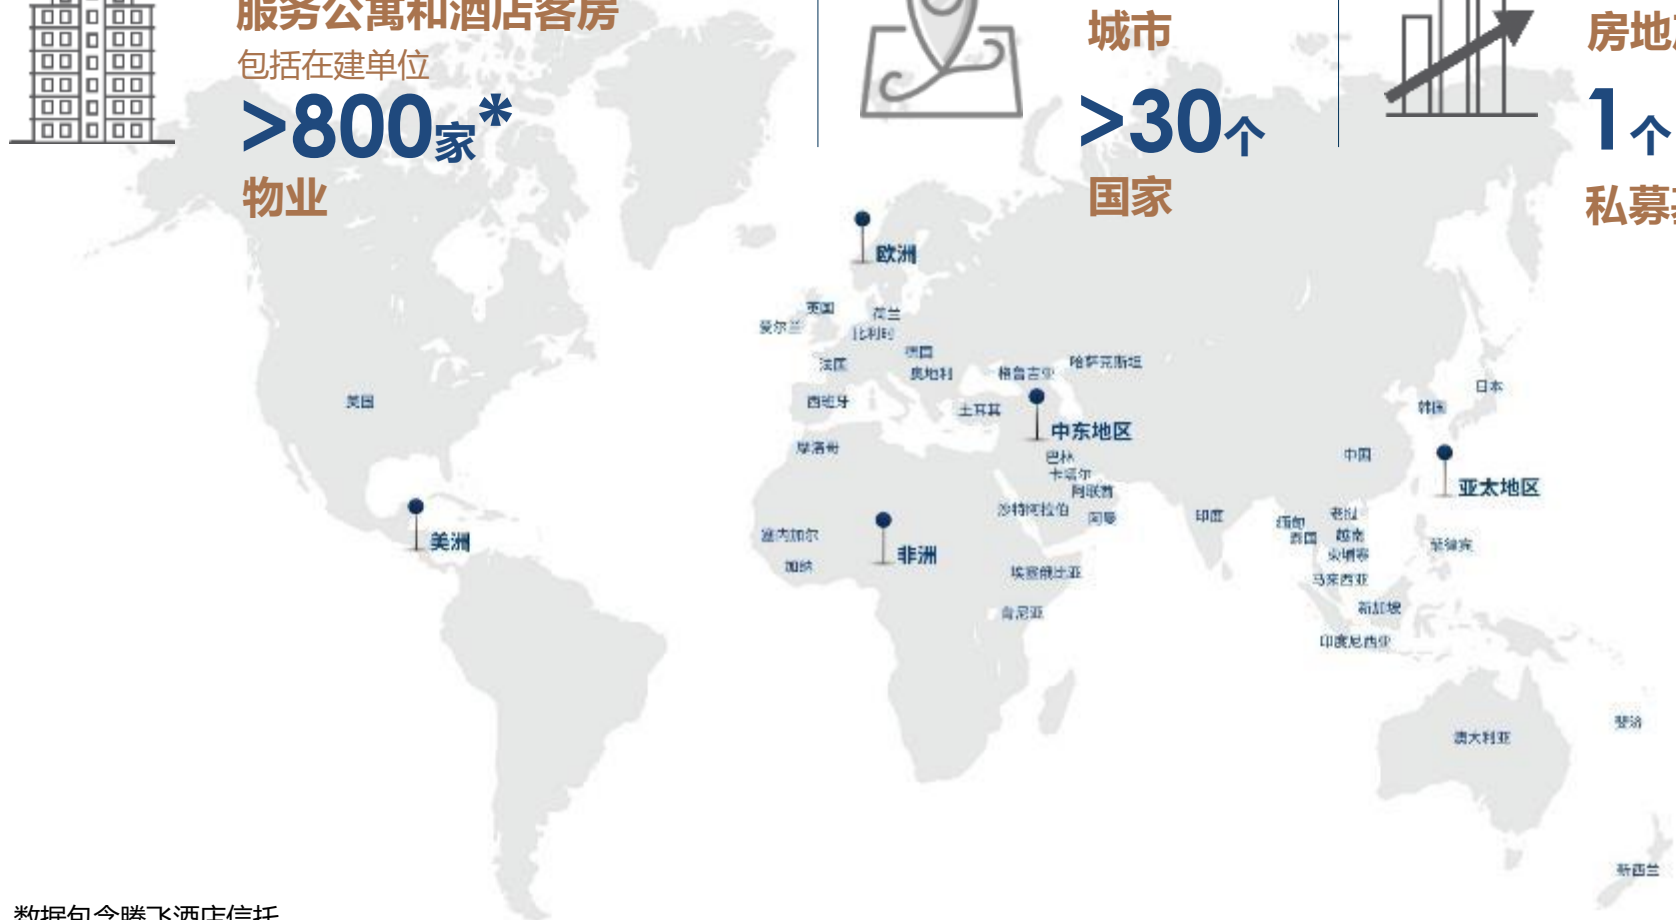 服务公寓和酒店客房
包括在建单位
>800家*
物业
城市
>30个
国家
房地
1个
私募
欧洲
英国
爱尔兰
荷兰
比利时
法国
德国
奥地利
西班牙
格鲁吉亚
哈萨克斯坦
土耳其
中东地区
巴林
卡塔尔
阿联酋
沙特阿拉伯
阿曼
摩洛哥
塞内加尔
加纳
非洲
埃塞俄比亚
肯尼亚
美国
美洲
日本
韩国
中国
亚太地区
印度
缅甸
老挝
泰国
越南
柬埔寨
菲律宾
马来西亚
新加坡
印度尼西亚
澳大利亚
斐济
新西兰
数据包含腾飞酒店信托